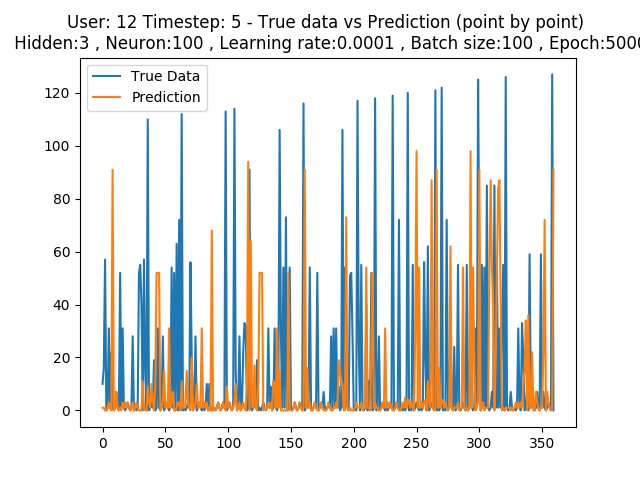 User: 12 Timestep: 5 - True data vs Prediction (point by point)
Hidden:3 , Neuron:100 , Learning rate:0.0001 , Batch size:100 , Epoch:5000
True Data
Prediction
120
100
80
60
40
20
0
0 50 100 150 200 250 300 350